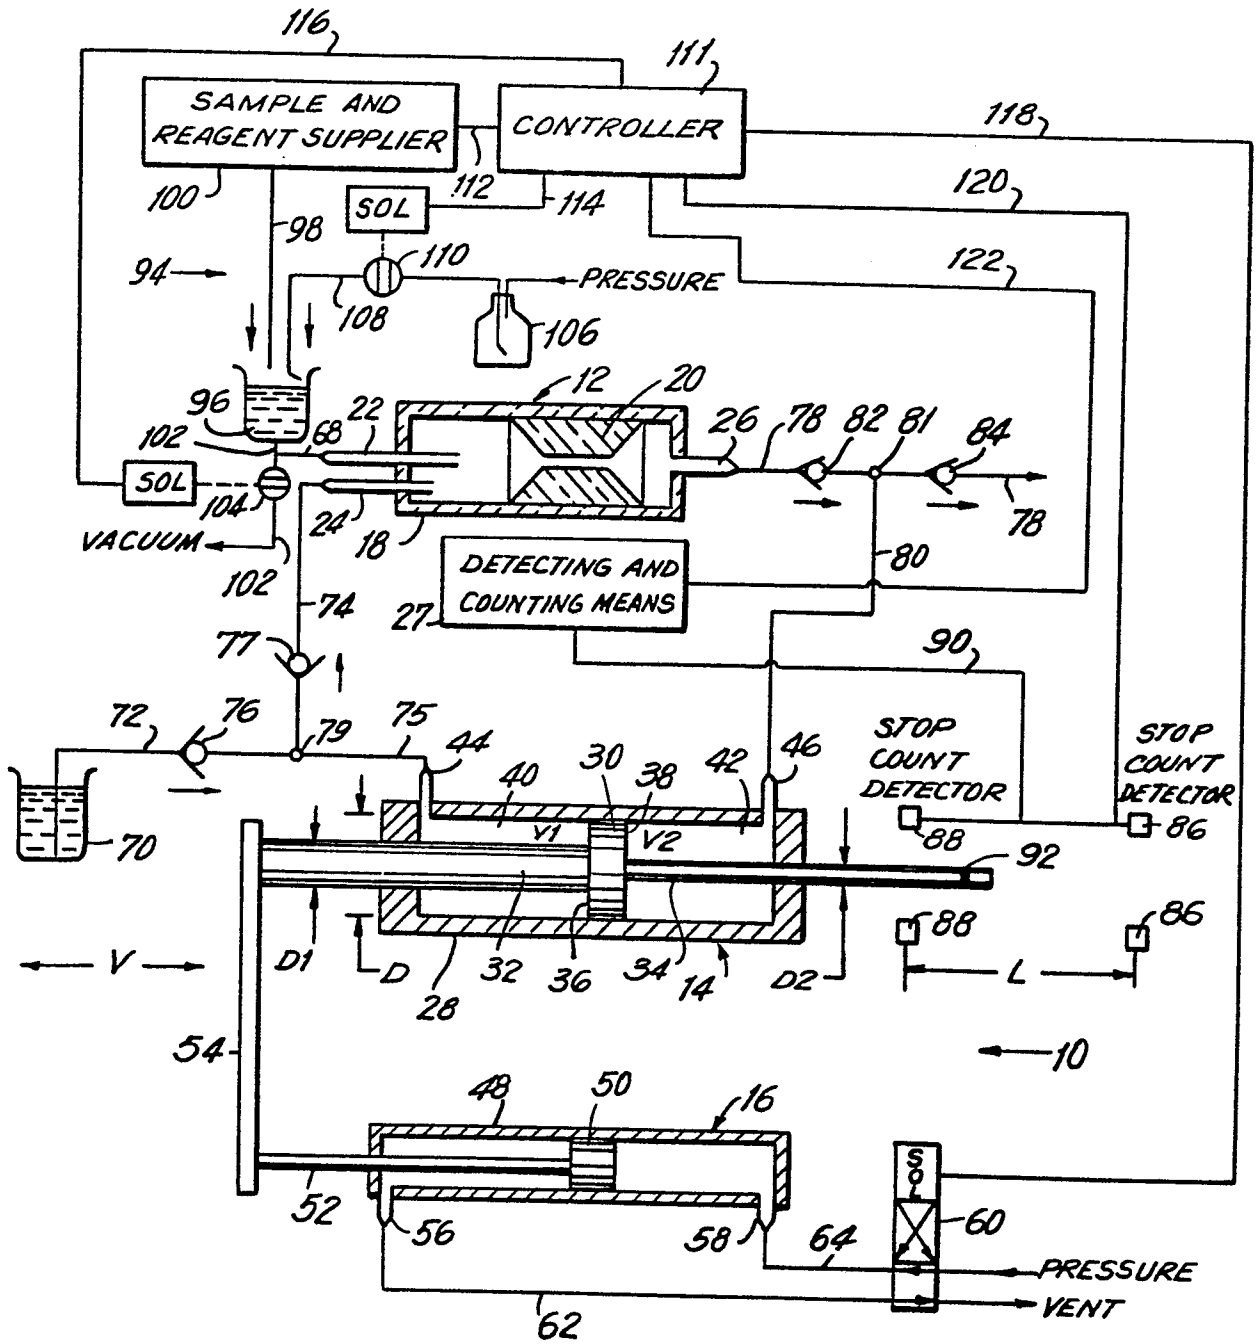 116
111
SAMPLE AND
REAGENT SUPPLIER
CONTROLLER
118
100
112
114
120
SOL
98
110
94
122
PRESSURE
108
106
12
20
96
22
26
78
82
81
84
102
68
SOL
104
24
18
78
VACUUM
102
DETECTING AND
COUNTING MEANS
80
27
74
77
90
72
76
79
75
44
46
STOP
COUNT
DETECTOR
STOP
COUNT
DETECTOR
40
30
38
42
V1
V2
88
86
70
92
88
86
V
D1
D
28
32
36
34
14
D2
L
54
10
48
50
16
SOL
52
56
58
64
60
PRESSURE
62
VENT